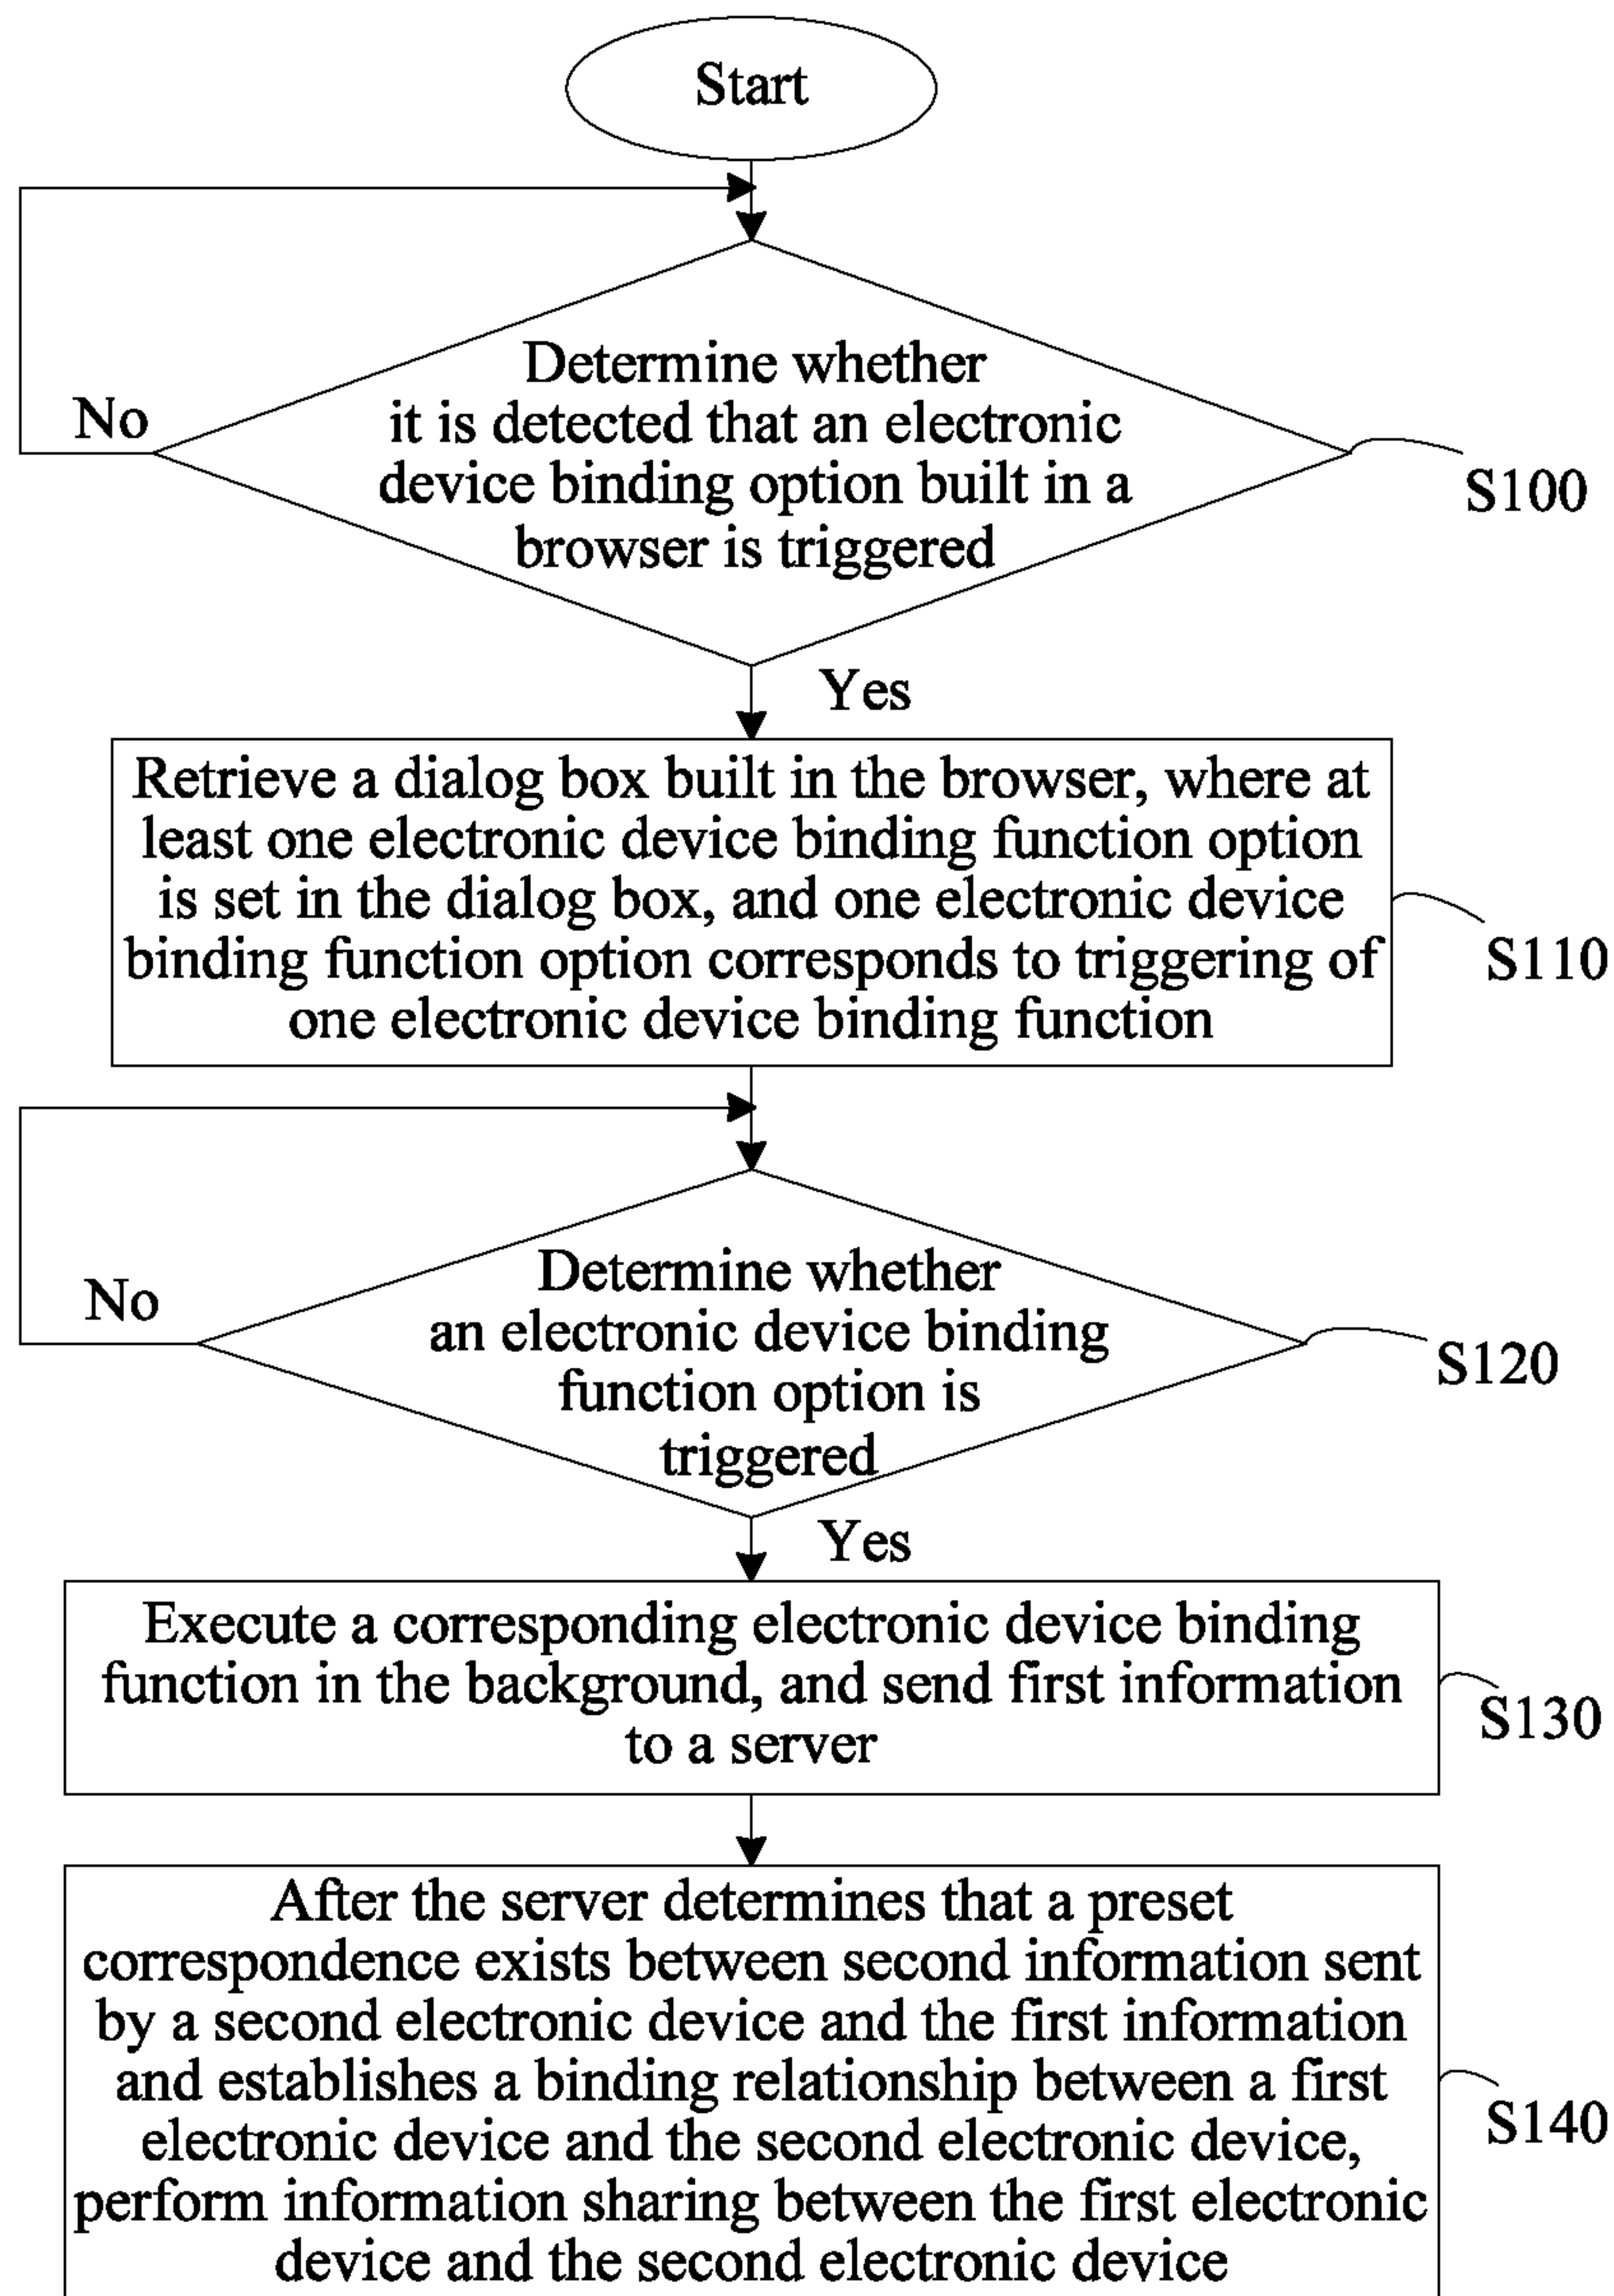 Start
No
Determine whether
it is detected that an electronic
device binding option built in a
browser is triggered
S100
Yes
Retrieve a dialog box built in the browser, where at
least one electronic device binding function option
is set in the dialog box, and one electronic device
binding function option corresponds to triggering of
one electronic device binding function
S110
No
Determine whether
an electronic device binding
function option is
triggered
S120
Yes
Execute a corresponding electronic device binding
function in the background, and send first information
to a server
S130
After the server determines that a preset
correspondence exists between second information sent
by a second electronic device and the first information
and establishes a binding relationship between a first
electronic device and the second electronic device,
perform information sharing between the first electronic
device and the second electronic device
S140